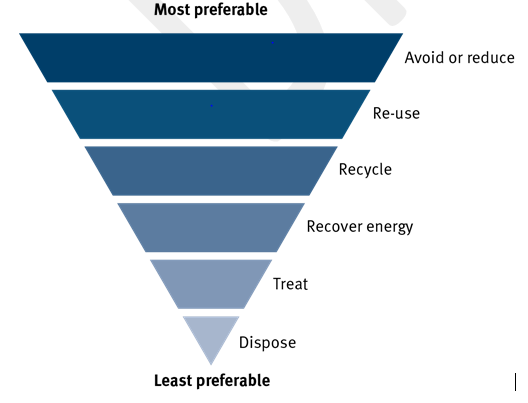 Most preferable
Avoid or reduce
Re-use
Recycle
Recover energy
Treat
Dispose
Least preferable